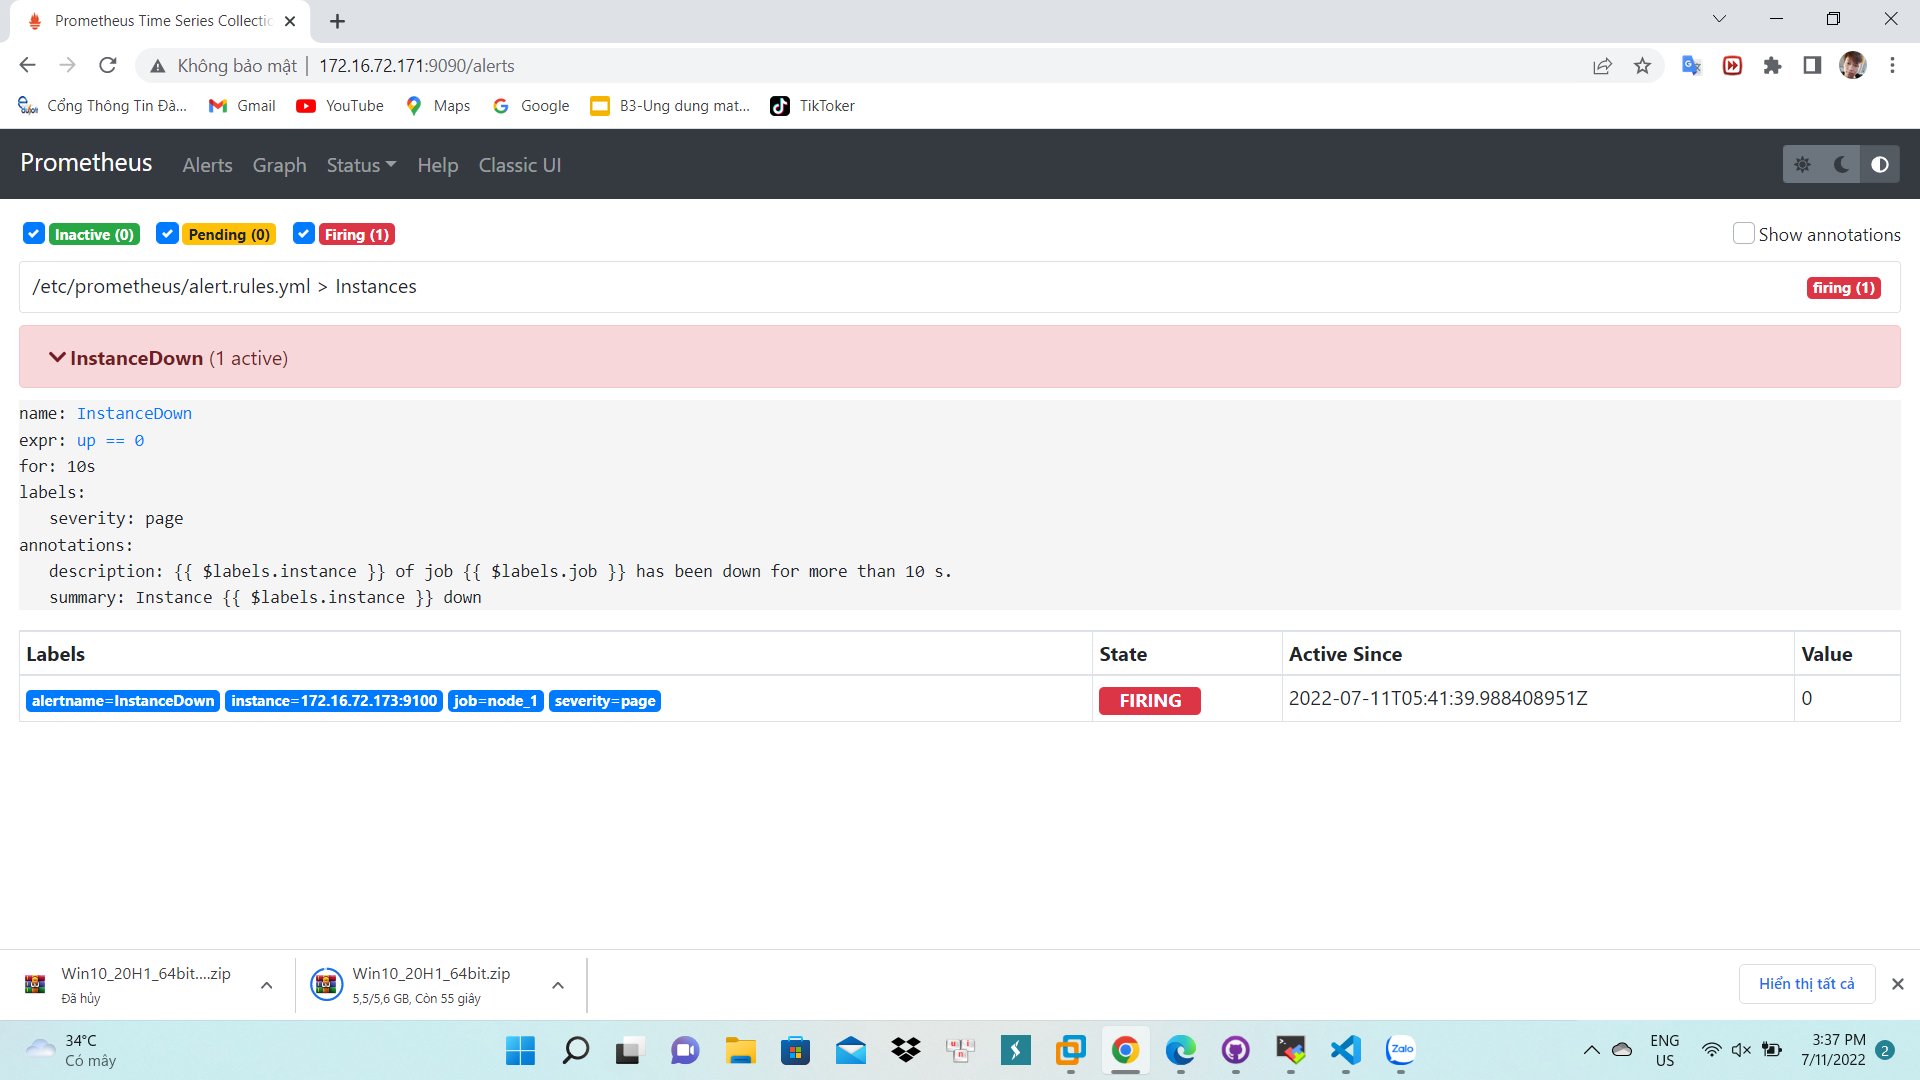 Prometheus Time Series Collectio
Không bảo mật | 172.16.72.171:9090/alerts
Cổng Thông Tin Đà... Gmail YouTube Maps Google B3-Ung dung mat... TikToker
Prometheus Alerts Graph Status Help Classic UI
Inactive (0) Pending (0) Firing (1) Show annotations
/etc/prometheus/alert.rules.yml > Instances firing (1)
InstanceDown (1 active)
name: InstanceDown
expr: up == 0
for: 10s
labels:
severity: page
annotations:
description: {{ $labels.instance }} of job {{ $labels.job }} has been down for more than 10 s.
summary: Instance {{ $labels.instance }} down
Labels State Active Since Value
alertname=InstanceDown instance=172.16.72.173:9100 job=node_1 severity=page FIRING 2022-07-11T05:41:39.988408951Z 0
Win10_20H1_64bit....zip
Đã hủy
Win10_20H1_64bit.zip
5,5/5,6 GB, Còn 55 giây
Hiển thị tất cả
34°C
Có mây
Zalo
ENG
US
3:37 PM
7/11/2022
2